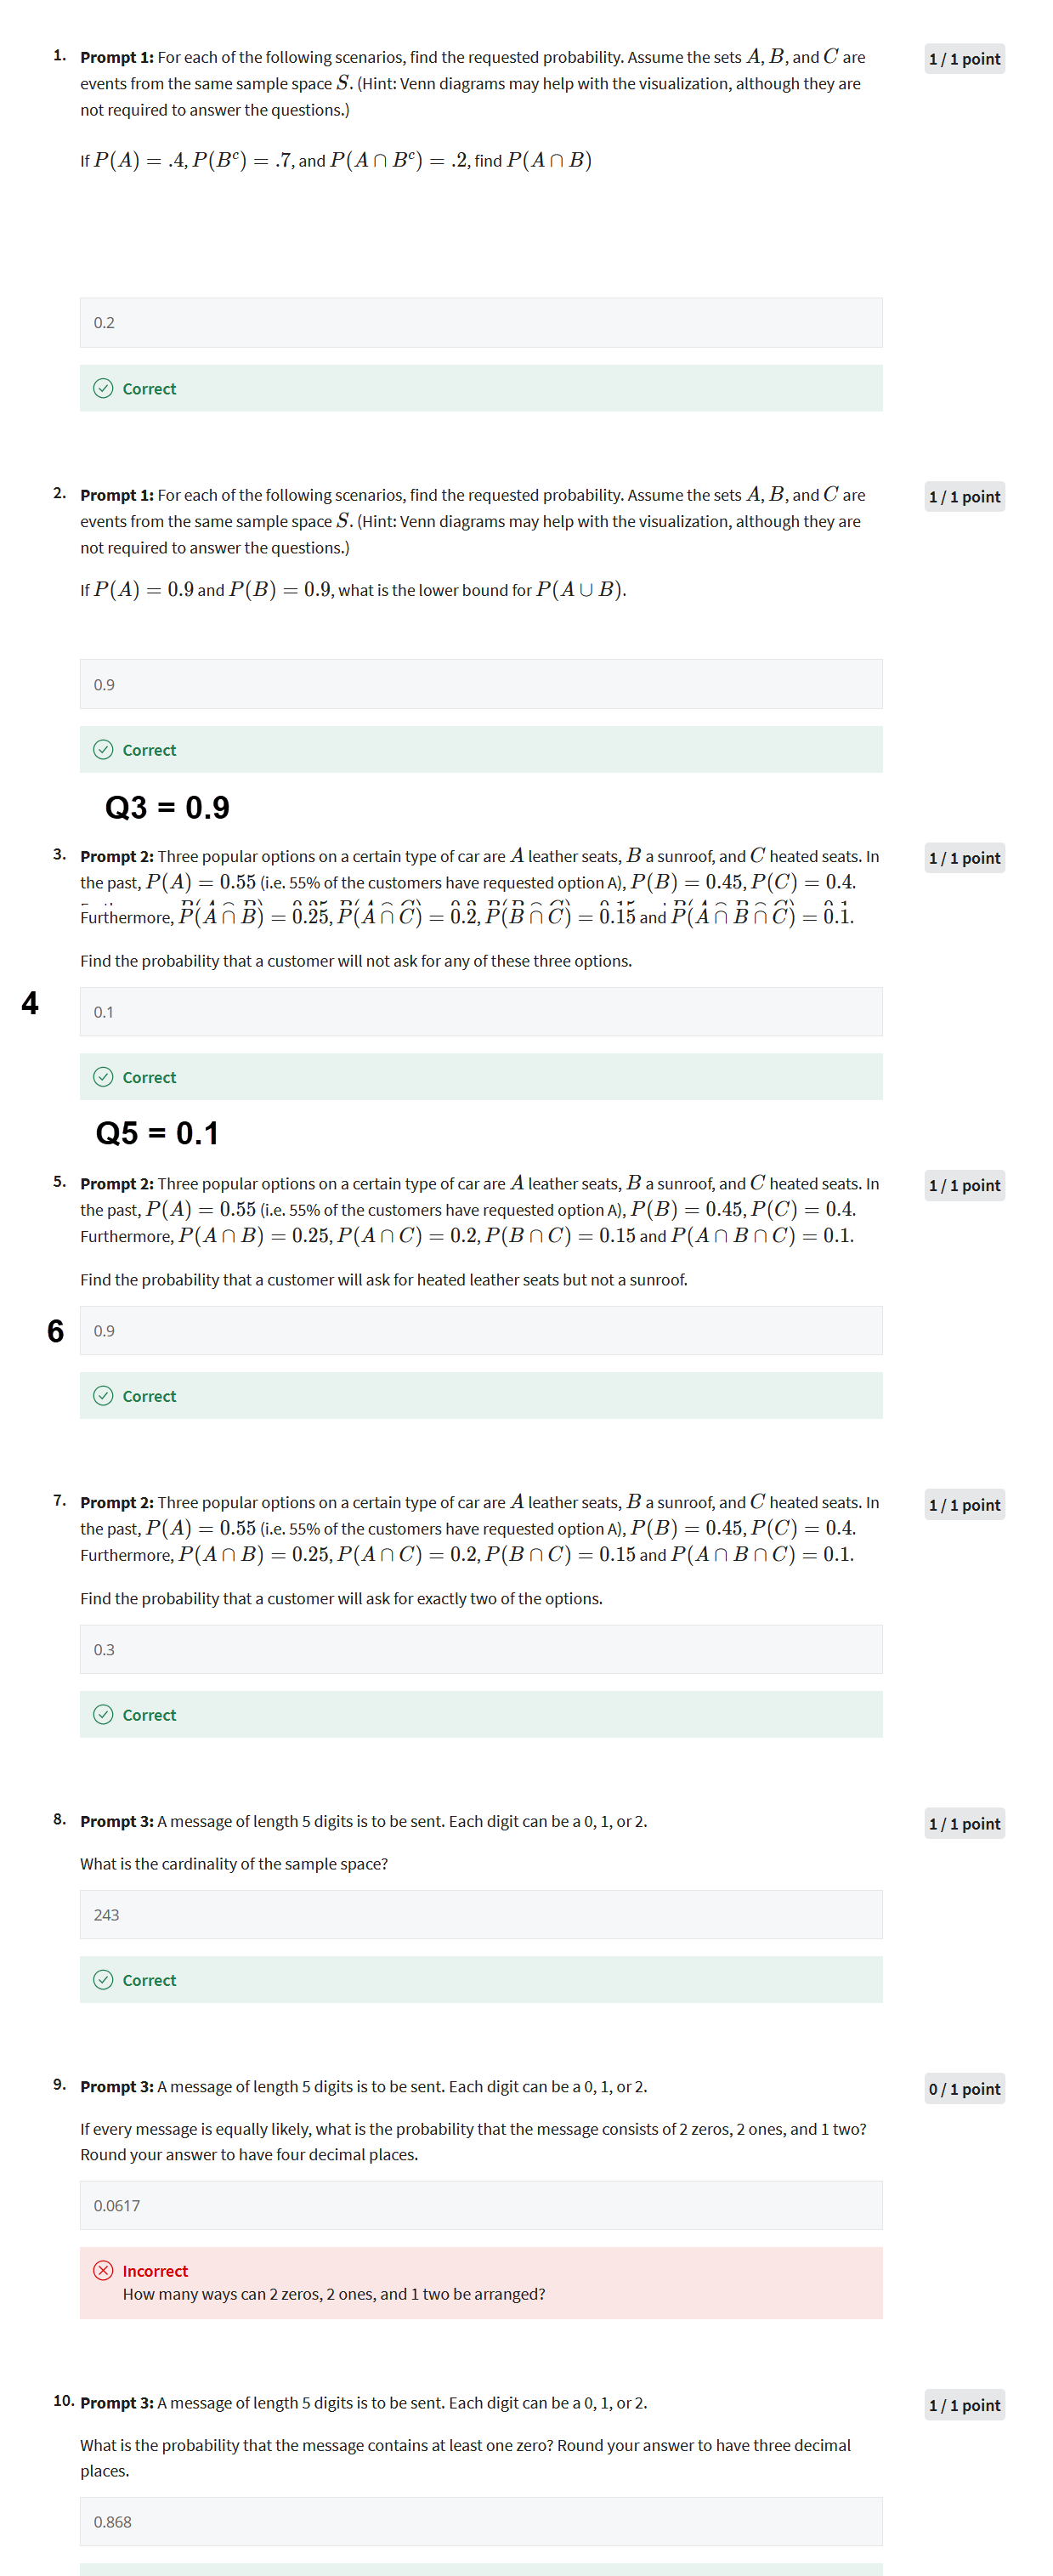 1. Prompt 1: For each of the following scenarios, find the requested probability. Assume the sets A, B, and C are
1 / 1 point
events from the same sample space S. (Hint: Venn diagrams may help with the visualization, although they are
not required to answer the questions.)
If P(A) = .4, P(Bᶜ) = .7, and P(A ∩ Bᶜ) = .2, find P(A ∩ B)
0.2
Correct
2. Prompt 1: For each of the following scenarios, find the requested probability. Assume the sets A, B, and C are
1 / 1 point
events from the same sample space S. (Hint: Venn diagrams may help with the visualization, although they are
not required to answer the questions.)
If P(A) = 0.9 and P(B) = 0.9, what is the lower bound for P(A ∪ B).
0.9
Correct
Q3 = 0.9
3. Prompt 2: Three popular options on a certain type of car are A leather seats, B a sunroof, and C heated seats. In
1 / 1 point
the past, P(A) = 0.55 (i.e. 55% of the customers have requested option A), P(B) = 0.45, P(C) = 0.4.
Furthermore, P(A ∩ B) = 0.25, P(A ∩ C) = 0.2, P(B ∩ C) = 0.15 and P(A ∩ B ∩ C) = 0.1.
Find the probability that a customer will not ask for any of these three options.
4
0.1
Correct
Q5 = 0.1
5. Prompt 2: Three popular options on a certain type of car are A leather seats, B a sunroof, and C heated seats. In
1 / 1 point
the past, P(A) = 0.55 (i.e. 55% of the customers have requested option A), P(B) = 0.45, P(C) = 0.4.
Furthermore, P(A ∩ B) = 0.25, P(A ∩ C) = 0.2, P(B ∩ C) = 0.15 and P(A ∩ B ∩ C) = 0.1.
Find the probability that a customer will ask for heated leather seats but not a sunroof.
6
0.9
Correct
7. Prompt 2: Three popular options on a certain type of car are A leather seats, B a sunroof, and C heated seats. In
1 / 1 point
the past, P(A) = 0.55 (i.e. 55% of the customers have requested option A), P(B) = 0.45, P(C) = 0.4.
Furthermore, P(A ∩ B) = 0.25, P(A ∩ C) = 0.2, P(B ∩ C) = 0.15 and P(A ∩ B ∩ C) = 0.1.
Find the probability that a customer will ask for exactly two of the options.
0.3
Correct
8. Prompt 3: A message of length 5 digits is to be sent. Each digit can be a 0, 1, or 2.
1 / 1 point
What is the cardinality of the sample space?
243
Correct
9. Prompt 3: A message of length 5 digits is to be sent. Each digit can be a 0, 1, or 2.
0 / 1 point
If every message is equally likely, what is the probability that the message consists of 2 zeros, 2 ones, and 1 two?
Round your answer to have four decimal places.
0.0617
Incorrect
How many ways can 2 zeros, 2 ones, and 1 two be arranged?
10. Prompt 3: A message of length 5 digits is to be sent. Each digit can be a 0, 1, or 2.
1 / 1 point
What is the probability that the message contains at least one zero? Round your answer to have three decimal
places.
0.868